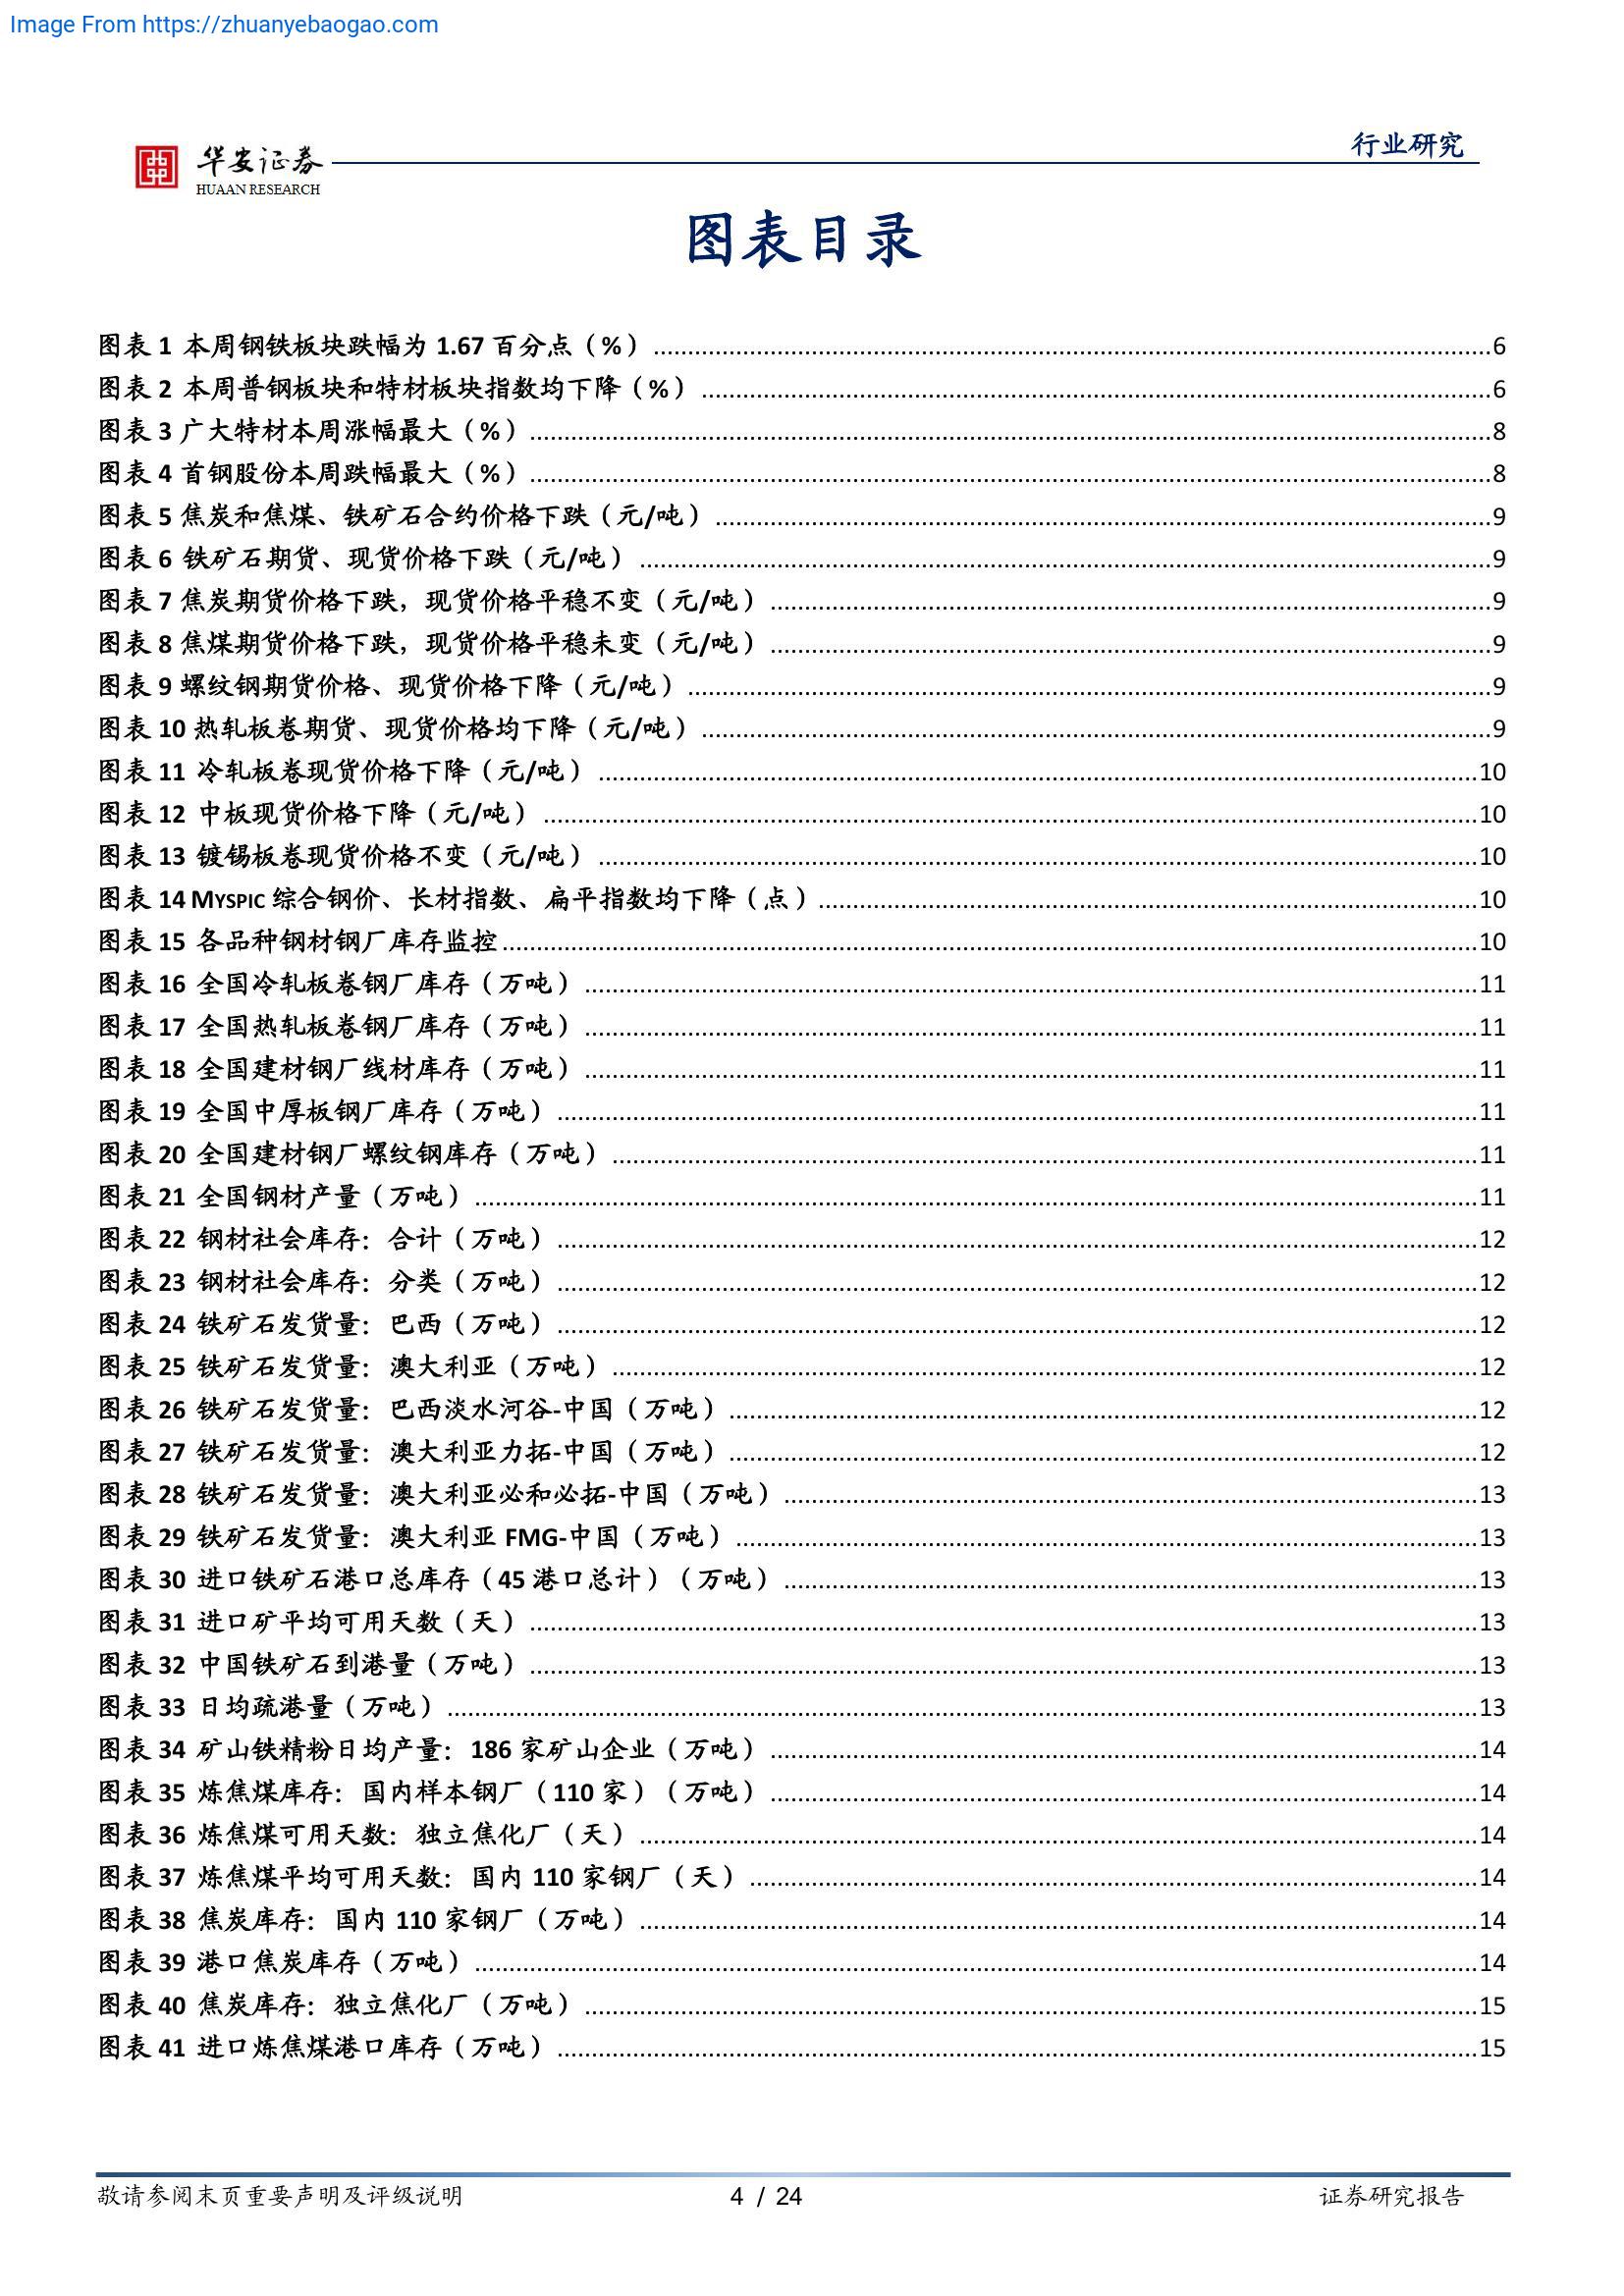 Image From https://zhuanyebaogao.com
华安证券
HUAAN RESEARCH
行业研究
图表目录
图表 1 本周钢铁板块跌幅为 1.67 百分点（%）...6
图表 2 本周普钢板块和特材板块指数均下降（%）...6
图表 3 广大特材本周涨幅最大（%）...8
图表 4 首钢股份本周跌幅最大（%）...8
图表 5 焦炭和焦煤、铁矿石合约价格下跌（元/吨）...9
图表 6 铁矿石期货、现货价格下跌（元/吨）...9
图表 7 焦炭期货价格下跌，现货价格平稳不变（元/吨）...9
图表 8 焦煤期货价格下跌，现货价格平稳未变（元/吨）...9
图表 9 螺纹钢期货价格、现货价格下降（元/吨）...9
图表 10 热轧板卷期货、现货价格均下降（元/吨）...9
图表 11 冷轧板卷现货价格下降（元/吨）...10
图表 12 中板现货价格下降（元/吨）...10
图表 13 镀锡板卷现货价格不变（元/吨）...10
图表 14 MYSPIC 综合钢价、长材指数、扁平指数均下降（点）...10
图表 15 各品种钢材钢厂库存监控...10
图表 16 全国冷轧板卷钢厂库存（万吨）...11
图表 17 全国热轧板卷钢厂库存（万吨）...11
图表 18 全国建材钢厂线材库存（万吨）...11
图表 19 全国中厚板钢厂库存（万吨）...11
图表 20 全国建材钢厂螺纹钢库存（万吨）...11
图表 21 全国钢材产量（万吨）...11
图表 22 钢材社会库存：合计（万吨）...12
图表 23 钢材社会库存：分类（万吨）...12
图表 24 铁矿石发货量：巴西（万吨）...12
图表 25 铁矿石发货量：澳大利亚（万吨）...12
图表 26 铁矿石发货量：巴西淡水河谷-中国（万吨）...12
图表 27 铁矿石发货量：澳大利亚力拓-中国（万吨）...12
图表 28 铁矿石发货量：澳大利亚必和必拓-中国（万吨）...13
图表 29 铁矿石发货量：澳大利亚 FMG-中国（万吨）...13
图表 30 进口铁矿石港口总库存（45 港口总计）（万吨）...13
图表 31 进口矿平均可用天数（天）...13
图表 32 中国铁矿石到港量（万吨）...13
图表 33 日均疏港量（万吨）...13
图表 34 矿山铁精粉日均产量：186 家矿山企业（万吨）...14
图表 35 炼焦煤库存：国内样本钢厂（110 家）（万吨）...14
图表 36 炼焦煤可用天数：独立焦化厂（天）...14
图表 37 炼焦煤平均可用天数：国内 110 家钢厂（天）...14
图表 38 焦炭库存：国内 110 家钢厂（万吨）...14
图表 39 港口焦炭库存（万吨）...14
图表 40 焦炭库存：独立焦化厂（万吨）...15
图表 41 进口炼焦煤港口库存（万吨）...15
敬请参阅末页重要声明及评级说明
4 / 24
证券研究报告